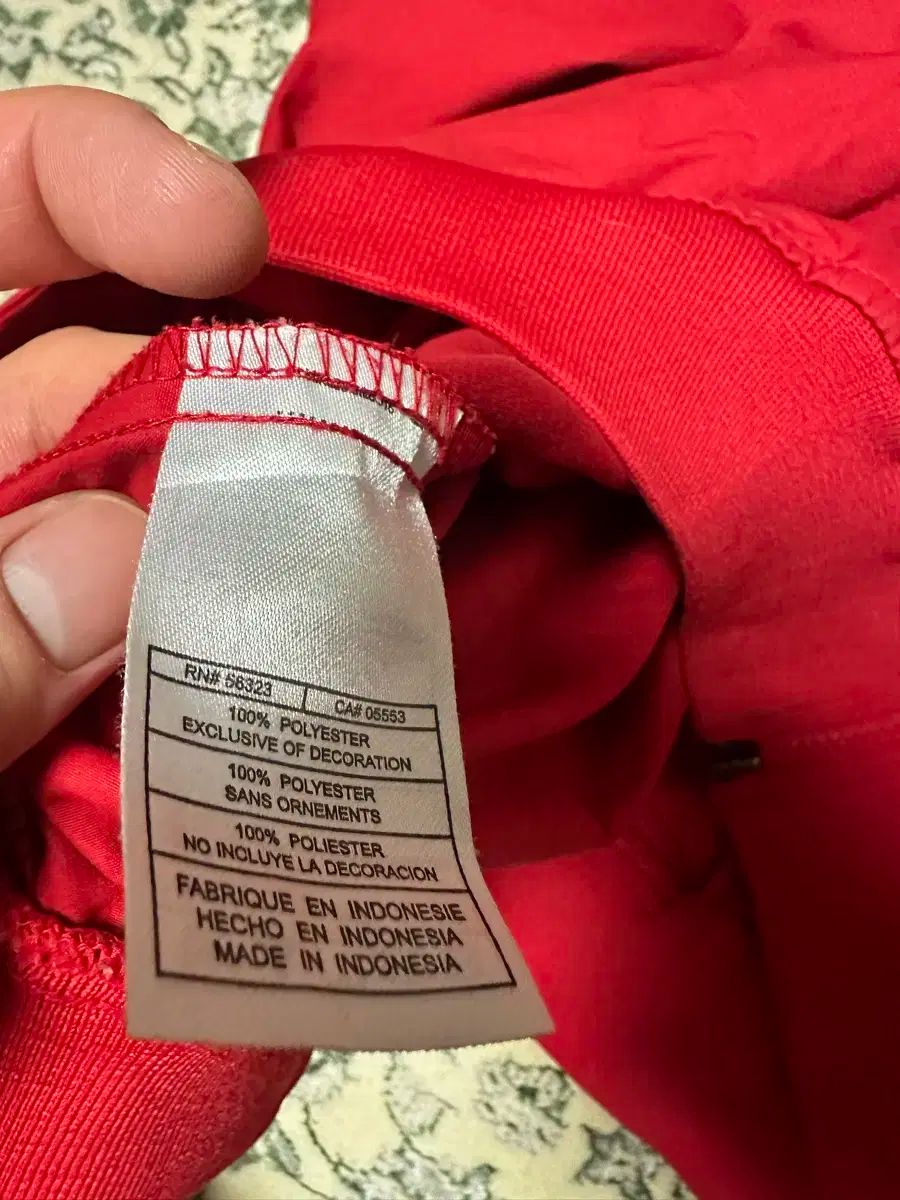 RN# 56323
CA# 05553
100% POLYESTER
EXCLUSIVE OF DECORATION
100% POLYESTER
SANS ORNEMENTS
100% POLIESTER
NO INCLUYE LA DECORACION
FABRIQUE EN INDONESIE
HECHO EN INDONESIA
MADE IN INDONESIA